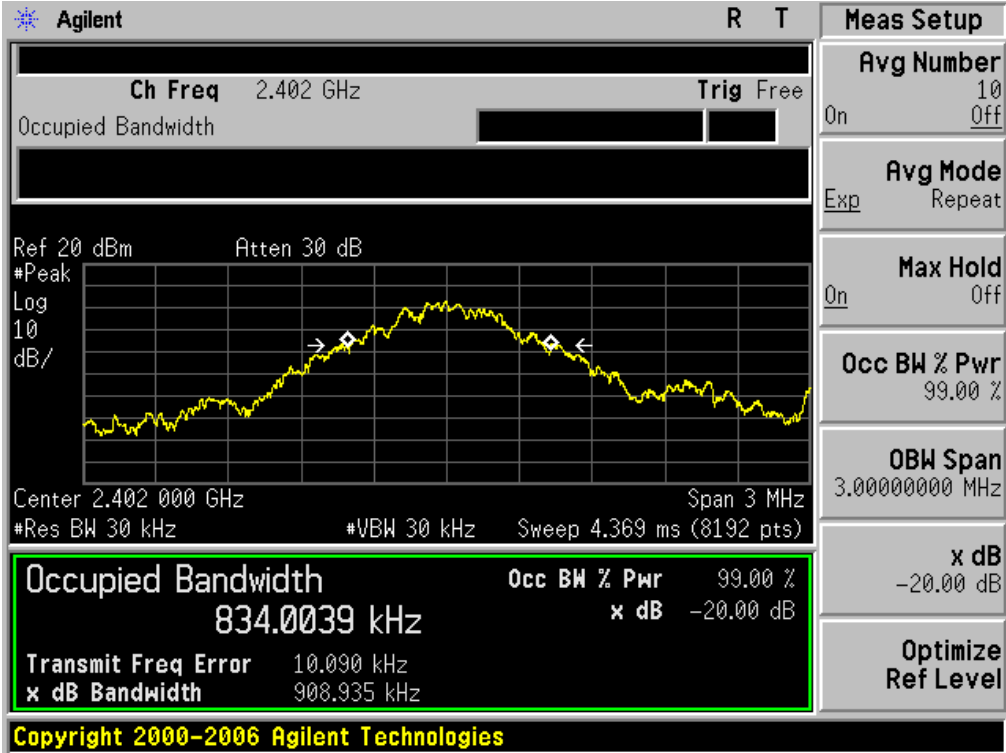 Agilent R T
Ch Freq 2.402 GHz Trig Free
Occupied Bandwidth
Ref 20 dBm Atten 30 dB
#Peak
Log
10
dB/
Center 2.402 000 GHz Span 3 MHz
#Res BW 30 kHz #VBW 30 kHz Sweep 4.369 ms (8192 pts)
Occupied Bandwidth Occ BW % Pwr 99.00 %
834.0039 kHz x dB -20.00 dB
Transmit Freq Error 10.090 kHz
x dB Bandwidth 908.935 kHz
Copyright 2000-2006 Agilent Technologies
Meas Setup
Avg Number
10
On Off
Avg Mode
Exp Repeat
Max Hold
On Off
Occ BW % Pwr
99.00 %
OBW Span
3.00000000 MHz
x dB
-20.00 dB
Optimize
Ref Level